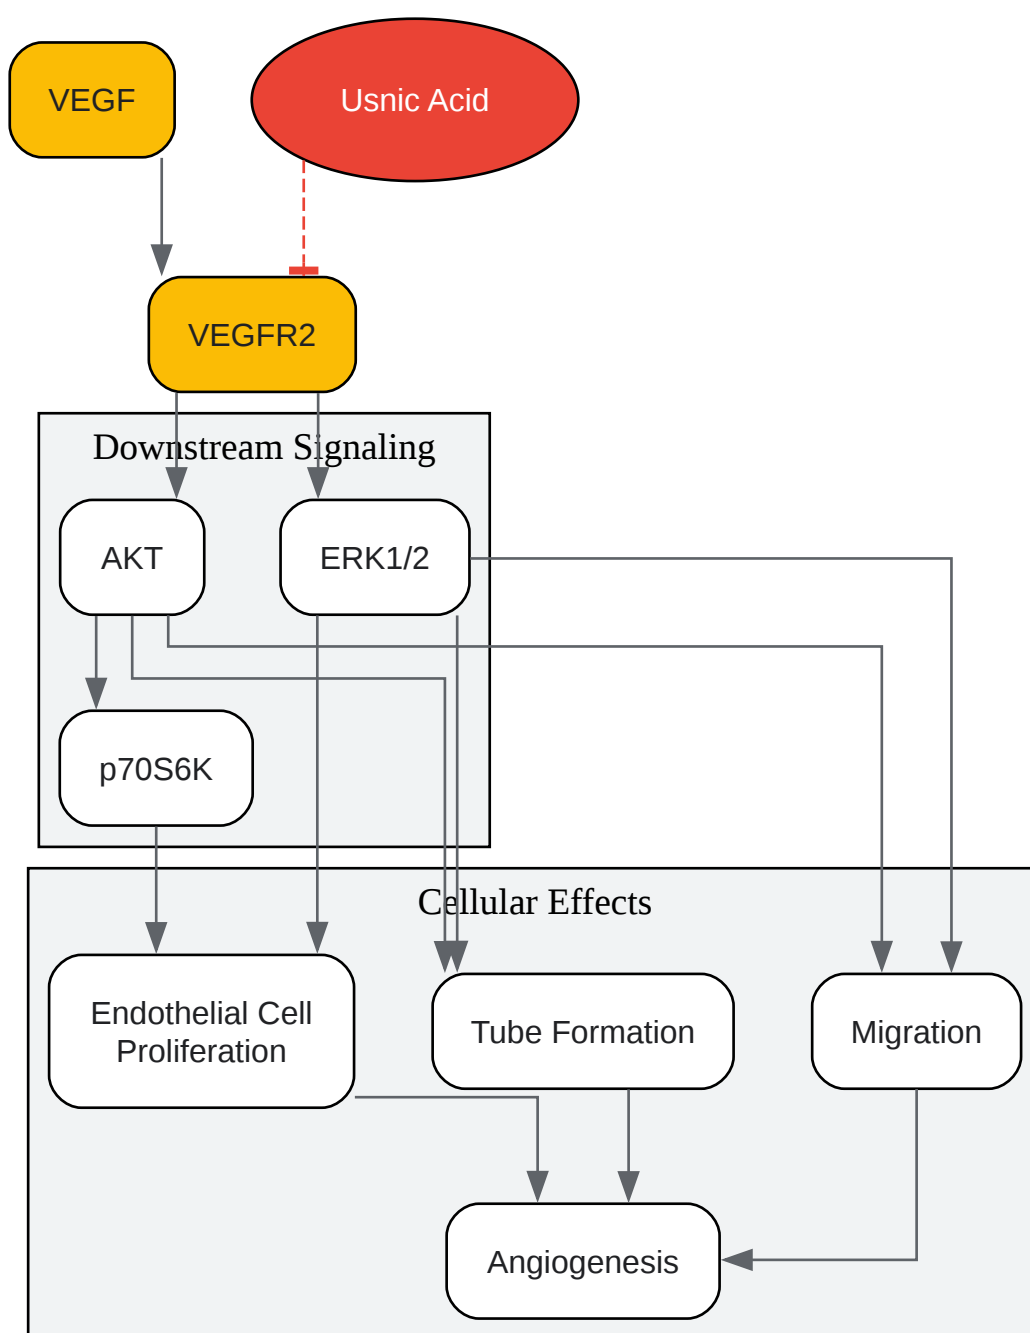 VEGF
Usnic Acid
VEGFR2
Downstream Signaling
AKT
ERK1/2
p70S6K
Cellular Effects
Endothelial Cell
Proliferation
Tube Formation
Migration
Angiogenesis